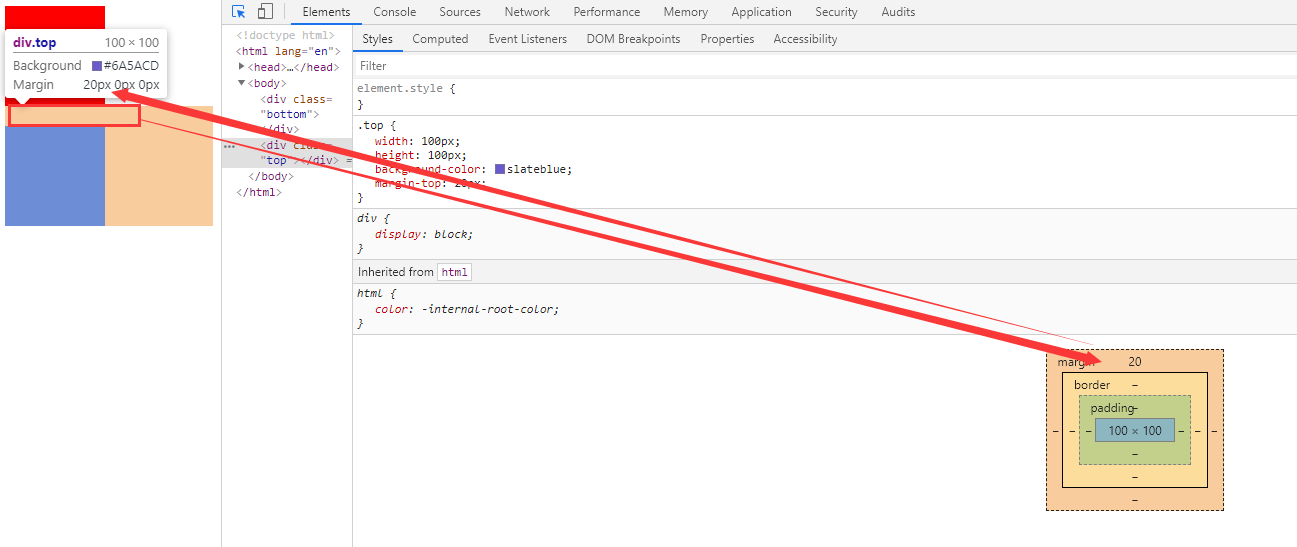 Elements Console Sources Network Performance Memory Application Security Audits
div.top 100 × 100
Background #6A5ACD
Margin 20px 0px 0px
<!doctype html>
<html lang="en">
<head>…</head>
<body>
<div class=
"bottom">
</div>
<div class=
"top"></div> =
</body>
</html>
Styles Computed Event Listeners DOM Breakpoints Properties Accessibility
Filter
element.style {
}
.top {
width: 100px;
height: 100px;
background-color: slateblue;
margin-top: 20px;
}
div {
display: block;
}
Inherited from html
html {
color: -internal-root-color;
}
margin 20
border –
padding –
– – – 100 × 100 – – –
–
–
–